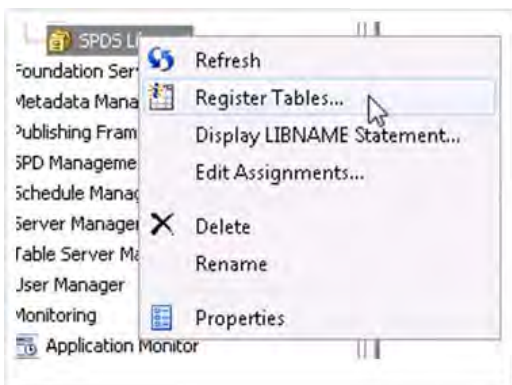 SPDS Li
Foundation Ser
Metadata Mana
Publishing Fram
SPD Manageme
Schedule Manag
Server Manager
Table Server Ma
User Manager
Monitoring
Application Monitor
Refresh
Register Tables...
Display LIBNAME Statement...
Edit Assignments...
Delete
Rename
Properties